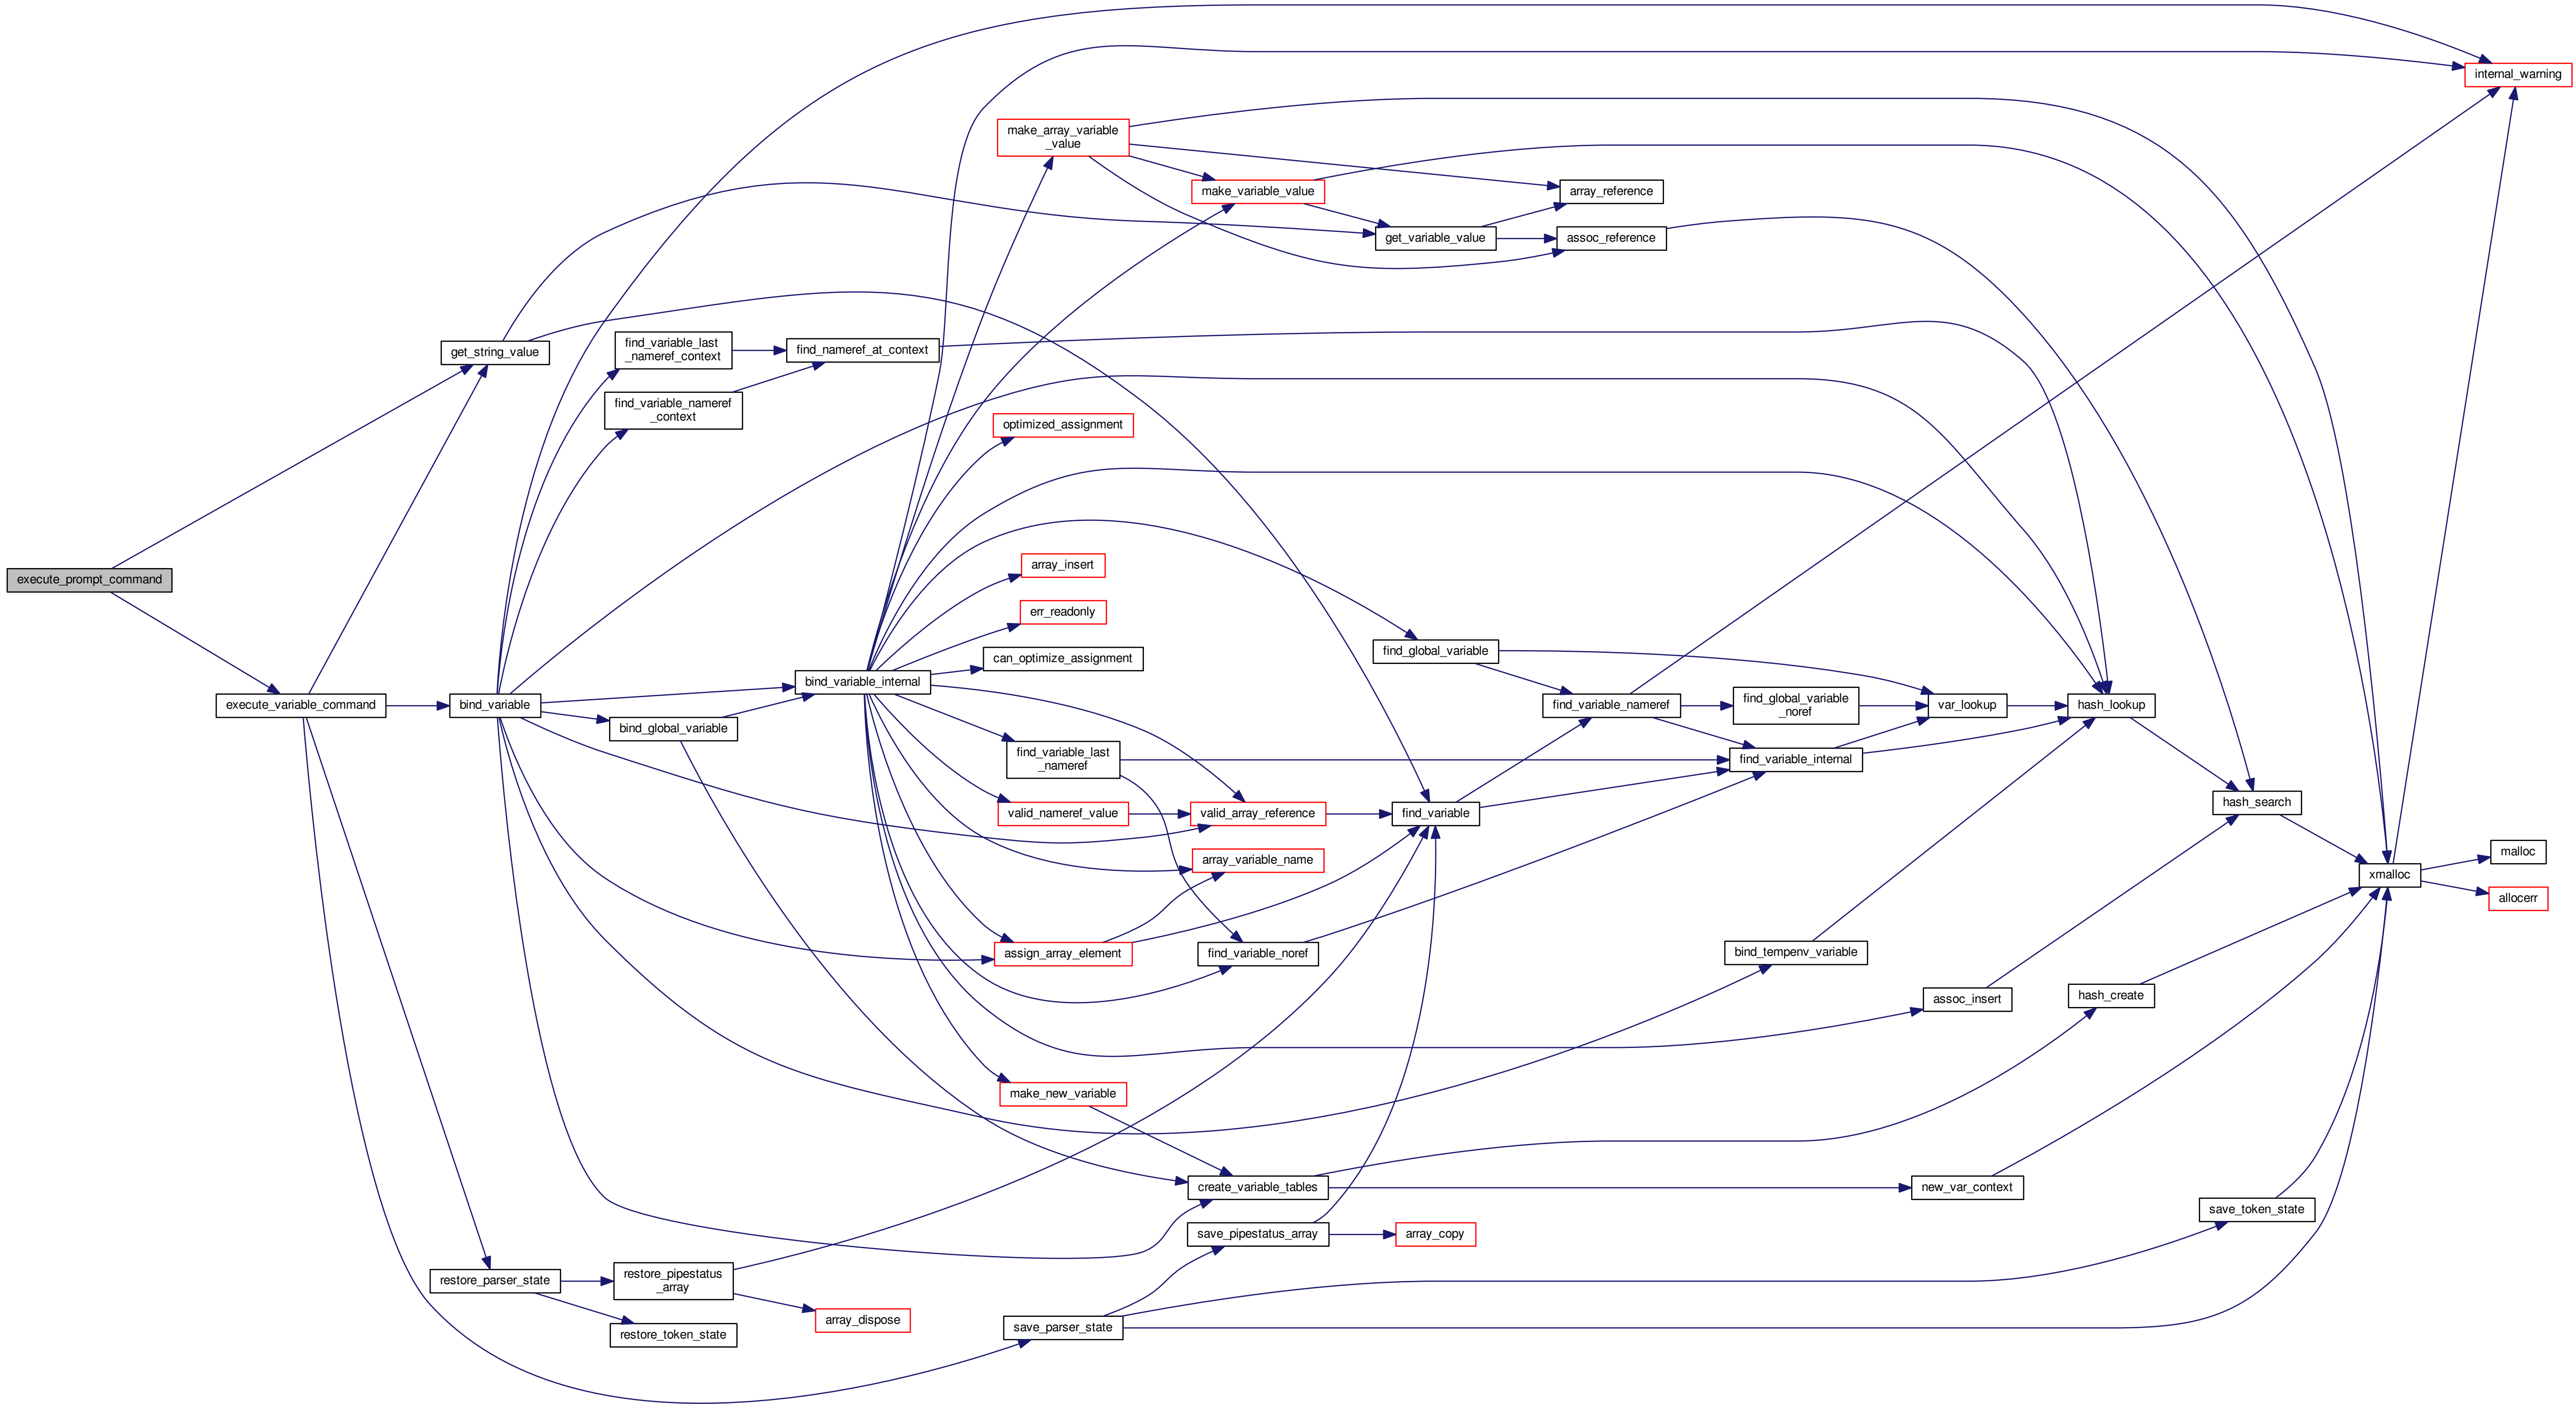 internal_warning
make_array_variable
_value
make_variable_value
array_reference
get_variable_value
assoc_reference
get_string_value
find_variable_last
_nameref_context
find_nameref_at_context
find_variable_nameref
_context
optimized_assignment
array_insert
execute_prompt_command
err_readonly
can_optimize_assignment
find_global_variable
bind_variable_internal
execute_variable_command
bind_variable
bind_global_variable
find_variable_nameref
find_global_variable
_noref
var_lookup
hash_lookup
find_variable_last
_nameref
find_variable_internal
hash_search
valid_nameref_value
valid_array_reference
find_variable
malloc
array_variable_name
xmalloc
allocerr
assign_array_element
find_variable_noref
bind_tempenv_variable
assoc_insert
hash_create
make_new_variable
create_variable_tables
new_var_context
save_token_state
save_pipestatus_array
array_copy
restore_parser_state
restore_pipestatus
_array
array_dispose
save_parser_state
restore_token_state